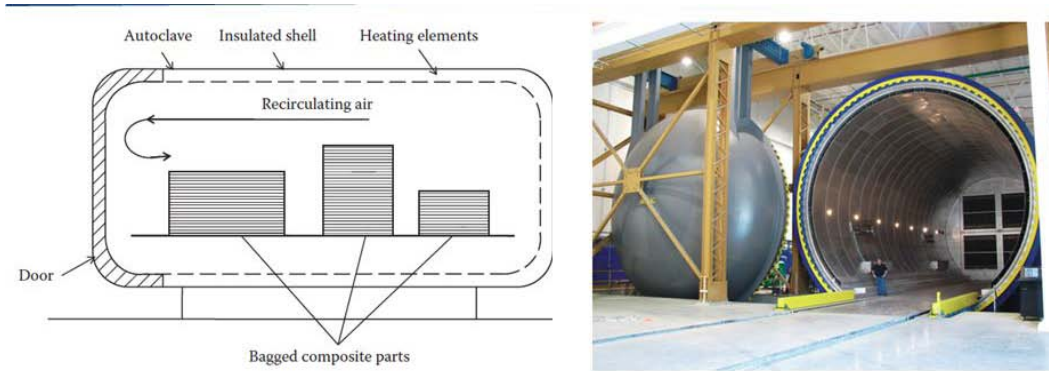 Autoclave
Insulated shell
Heating elements
Recirculating air
Door
Bagged composite parts